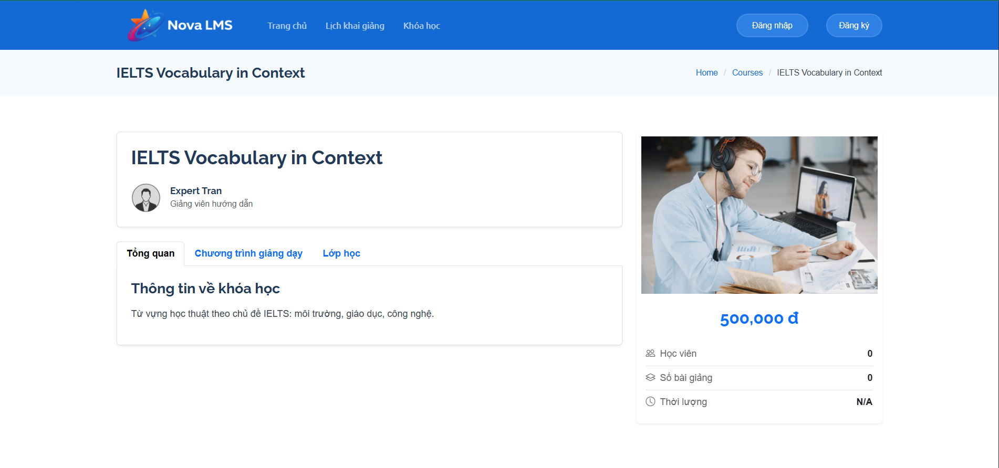 Nova LMS
Trang chủ
Lịch khai giảng
Khóa học
Đăng nhập
Đăng ký
IELTS Vocabulary in Context
Home / Courses / IELTS Vocabulary in Context
IELTS Vocabulary in Context
Expert Tran
Giảng viên hướng dẫn
Tổng quan
Chương trình giảng dạy
Lớp học
Thông tin về khóa học
Từ vựng học thuật theo chủ đề IELTS: môi trường, giáo dục, công nghệ.
500,000 đ
Học viên 0
Số bài giảng 0
Thời lượng N/A